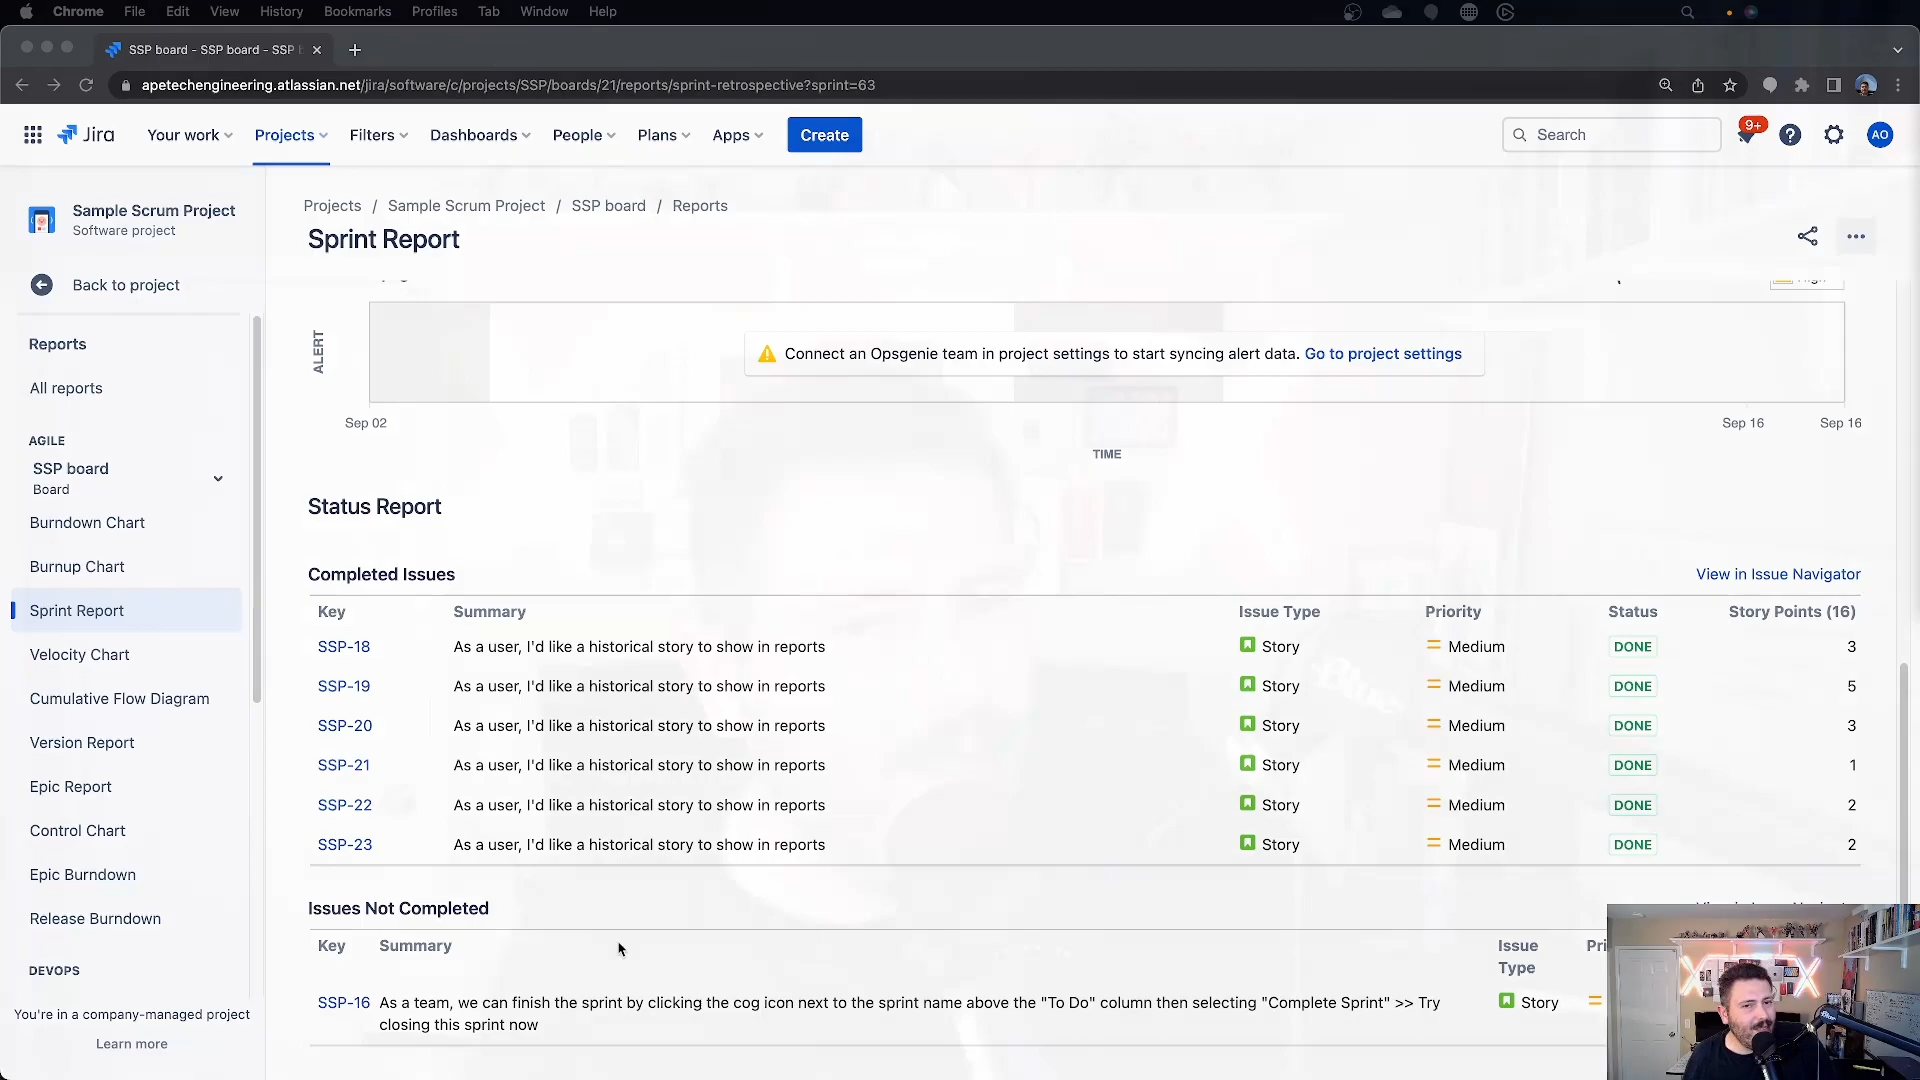 Chrome File Edit View History Bookmarks Profiles Tab Window Help
SSP board - SSP board - SSP
apetechengineering.atlassian.net/jira/software/c/projects/SSP/boards/21/reports/sprint-retrospective?sprint=63
Jira Your work Projects Filters Dashboards People Plans Apps Create Search 9+ AO
Sample Scrum Project
Software project
Back to project
Reports
All reports
AGILE
SSP board
Board
Burndown Chart
Burnup Chart
Sprint Report
Velocity Chart
Cumulative Flow Diagram
Version Report
Epic Report
Control Chart
Epic Burndown
Release Burndown
DEVOPS
You're in a company-managed project
Learn more
Projects / Sample Scrum Project / SSP board / Reports
Sprint Report
ALERT
Connect an Opsgenie team in project settings to start syncing alert data. Go to project settings
Sep 02 Sep 16 Sep 16
TIME
Status Report
Completed Issues View in Issue Navigator
Key Summary Issue Type Priority Status Story Points (16)
SSP-18 As a user, I'd like a historical story to show in reports Story Medium DONE 3
SSP-19 As a user, I'd like a historical story to show in reports Story Medium DONE 5
SSP-20 As a user, I'd like a historical story to show in reports Story Medium DONE 3
SSP-21 As a user, I'd like a historical story to show in reports Story Medium DONE 1
SSP-22 As a user, I'd like a historical story to show in reports Story Medium DONE 2
SSP-23 As a user, I'd like a historical story to show in reports Story Medium DONE 2
Issues Not Completed
Key Summary Issue Type Pri
SSP-16 As a team, we can finish the sprint by clicking the cog icon next to the sprint name above the "To Do" column then selecting "Complete Sprint" >> Try Story
closing this sprint now